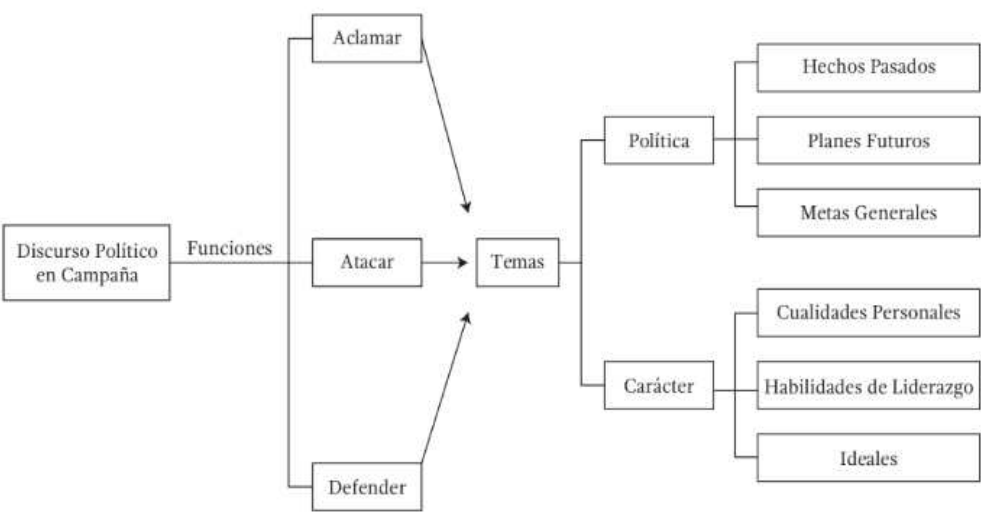 Discurso Político
en Campaña
Funciones
Aclamar
Atacar
Defender
Temas
Política
Carácter
Hechos Pasados
Planes Futuros
Metas Generales
Cualidades Personales
Habilidades de Liderazgo
Ideales